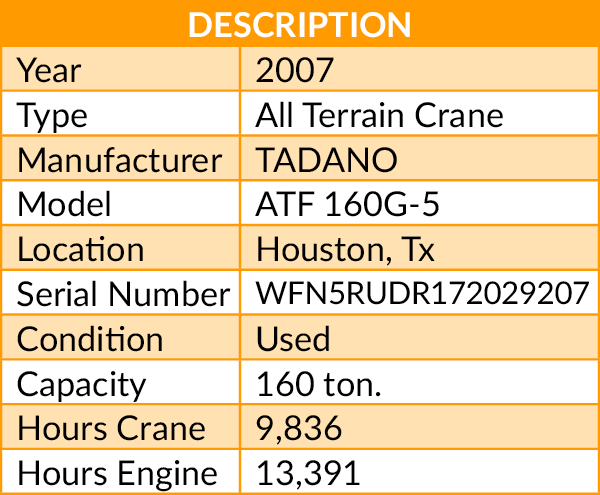 DESCRIPTION
Year 2007
Type All Terrain Crane
Manufacturer TADANO
Model ATF 160G-5
Location Houston, Tx
Serial Number WFN5RUDR172029207
Condition Used
Capacity 160 ton.
Hours Crane 9,836
Hours Engine 13,391